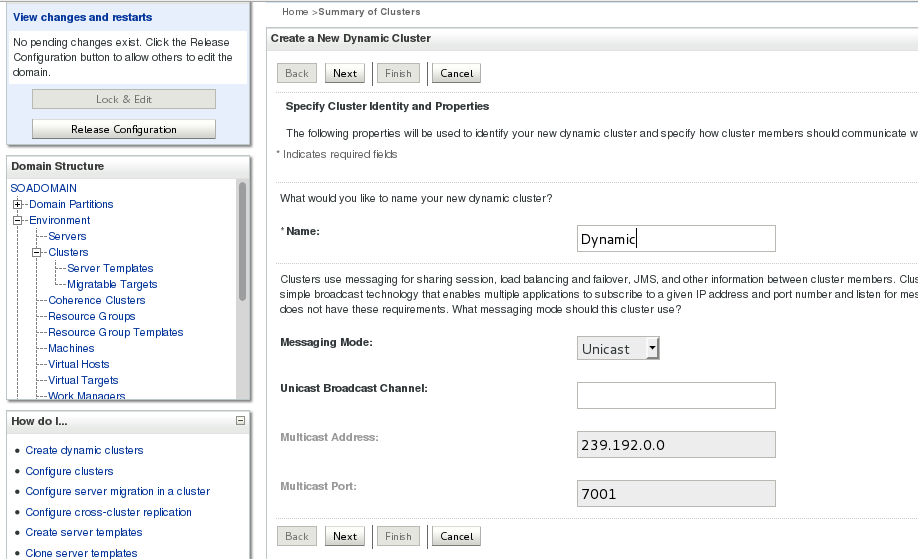 View changes and restarts
No pending changes exist. Click the Release
Configuration button to allow others to edit the
domain.
Lock & Edit
Release Configuration
Domain Structure
SOADOMAIN
Domain Partitions
Environment
Servers
Clusters
Server Templates
Migratable Targets
Coherence Clusters
Resource Groups
Resource Group Templates
Machines
Virtual Hosts
Virtual Targets
Work Managers
How do I...
Create dynamic clusters
Configure clusters
Configure server migration in a cluster
Configure cross-cluster replication
Create server templates
Clone server templates
Home >Summary of Clusters
Create a New Dynamic Cluster
Back Next Finish Cancel
Specify Cluster Identity and Properties
The following properties will be used to identify your new dynamic cluster and specify how cluster members should communicate w
* Indicates required fields
What would you like to name your new dynamic cluster?
* Name: Dynamic
Clusters use messaging for sharing session, load balancing and failover, JMS, and other information between cluster members. Clus
simple broadcast technology that enables multiple applications to subscribe to a given IP address and port number and listen for mes
does not have these requirements. What messaging mode should this cluster use?
Messaging Mode: Unicast
Unicast Broadcast Channel:
Multicast Address: 239.192.0.0
Multicast Port: 7001
Back Next Finish Cancel